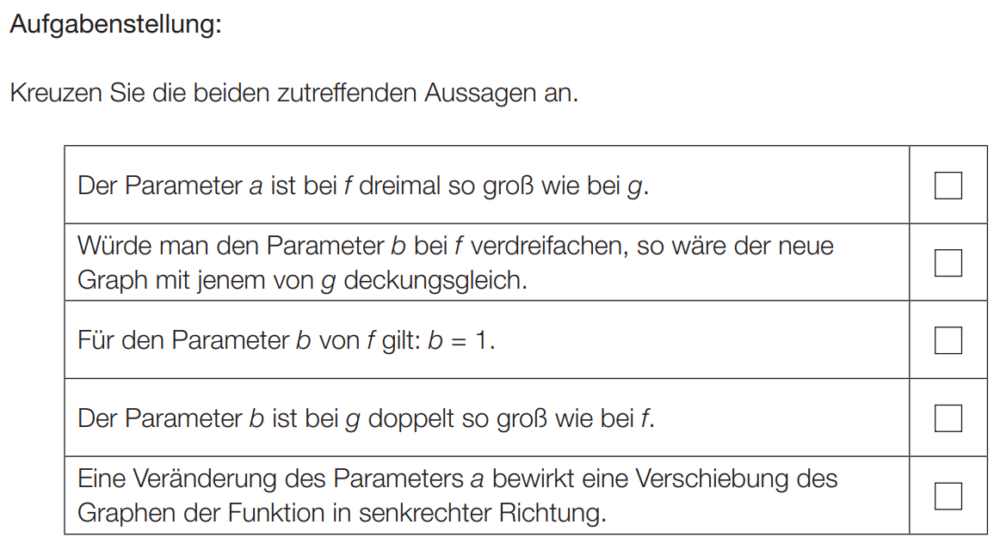 Aufgabenstellung:
Kreuzen Sie die beiden zutreffenden Aussagen an.
Der Parameter a ist bei f dreimal so groß wie bei g.
Würde man den Parameter b bei f verdreifachen, so wäre der neue
Graph mit jenem von g deckungsgleich.
Für den Parameter b von f gilt: b = 1.
Der Parameter b ist bei g doppelt so groß wie bei f.
Eine Veränderung des Parameters a bewirkt eine Verschiebung des
Graphen der Funktion in senkrechter Richtung.